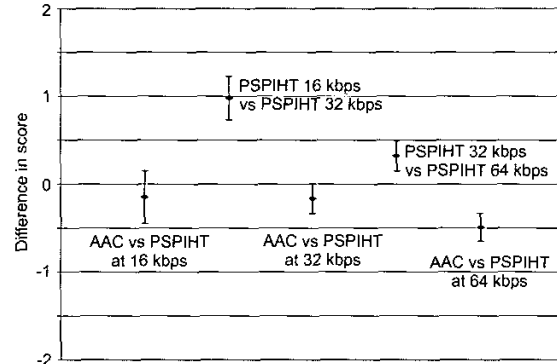 2
1
0
-1
-2
Difference in score
PSPIHT 16 kbps
vs PSPIHT 32 kbps
PSPIHT 32 kbps
vs PSPIHT 64 kbps
AAC vs PSPIHT
at 16 kbps
AAC vs PSPIHT
at 32 kbps
AAC vs PSPIHT
at 64 kbps